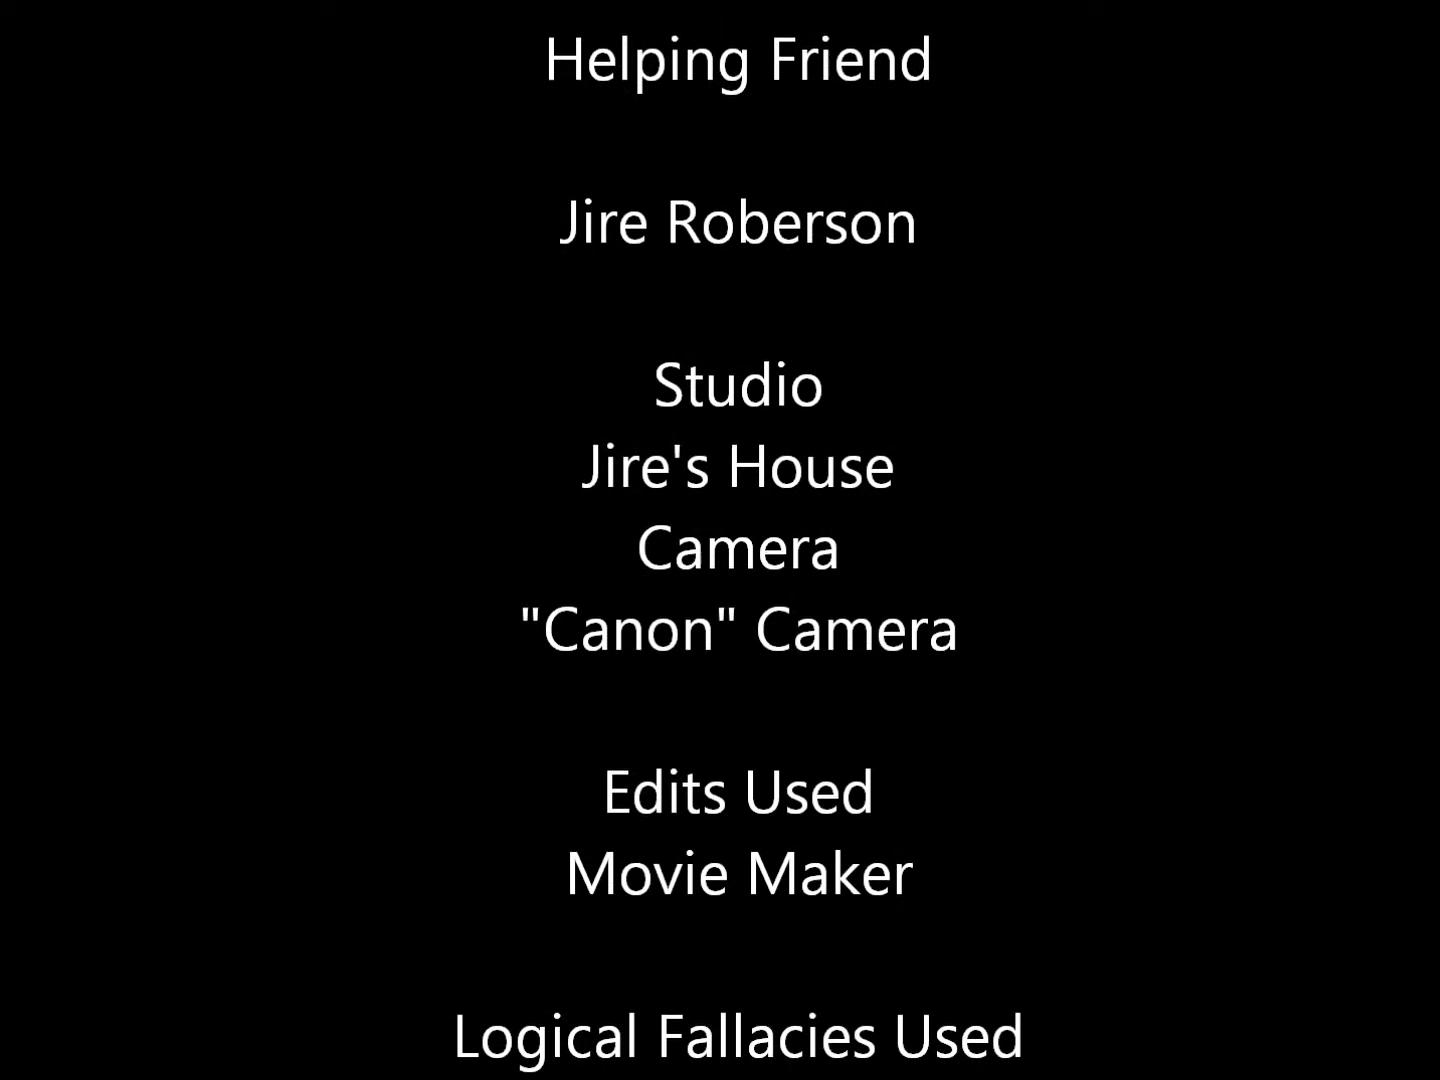 Helping Friend
Jire Roberson
Studio
Jire's House
Camera
"Canon" Camera
Edits Used
Movie Maker
Logical Fallacies Used